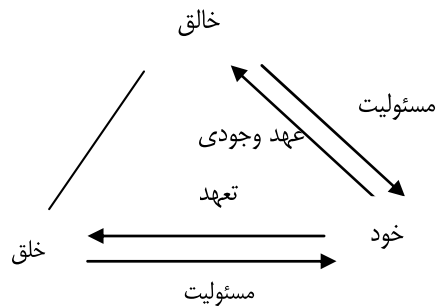 خالق
مسئولیت
عهد وجودی
تعهد
خود
خلق
مسئولیت